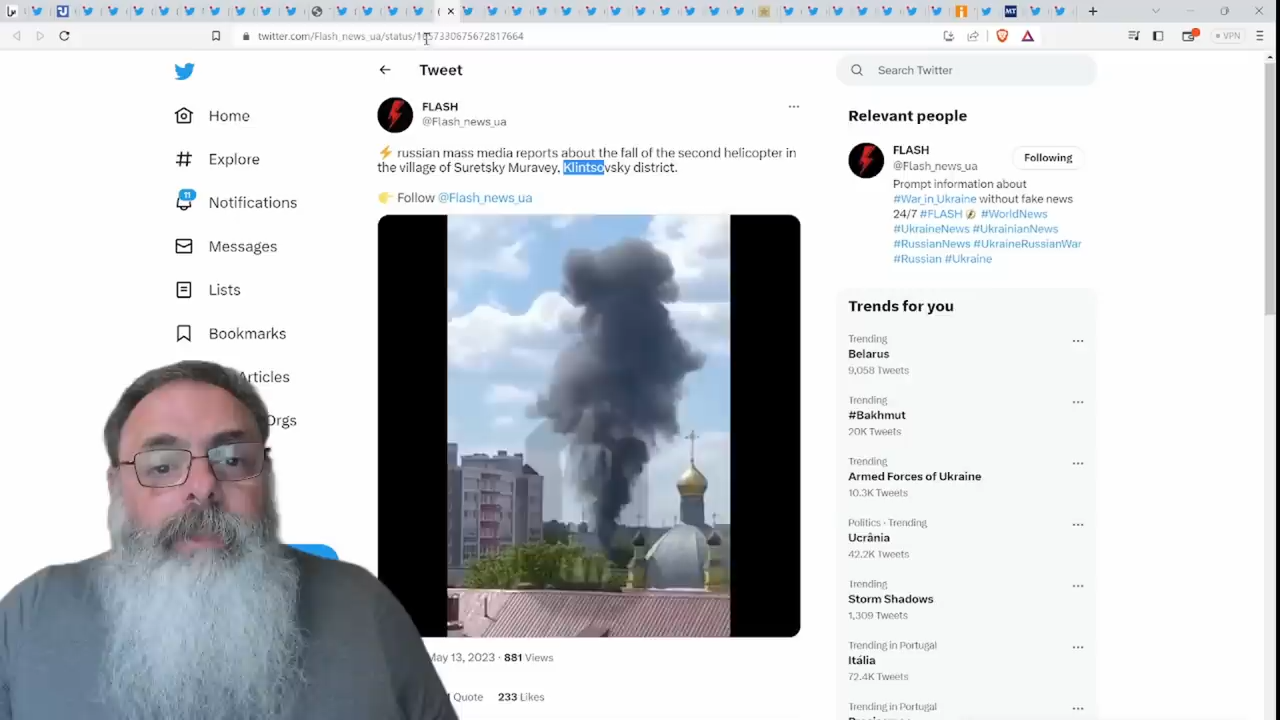 twitter.com/Flash_news_ua/status/1657330675672817664
VPN
Tweet
Search Twitter
Home
Explore
11
Notifications
Messages
Lists
Bookmarks
Articles
Orgs
FLASH
@Flash_news_ua
⚡ russian mass media reports about the fall of the second helicopter in
the village of Suretsky Muravey, Klintsovsky district.
👉 Follow @Flash_news_ua
May 13, 2023 · 881 Views
Quote 233 Likes
Relevant people
FLASH
@Flash_news_ua
Following
Prompt information about
#War_in_Ukraine without fake news
24/7 #FLASH #WorldNews
#UkraineNews #UkrainianNews
#RussianNews #UkraineRussianWar
#Russian #Ukraine
Trends for you
Trending
Belarus
9,058 Tweets
Trending
#Bakhmut
20K Tweets
Trending
Armed Forces of Ukraine
10.3K Tweets
Politics · Trending
Ucrânia
42.2K Tweets
Trending
Storm Shadows
1,309 Tweets
Trending in Portugal
Itália
72.4K Tweets
Trending in Portugal